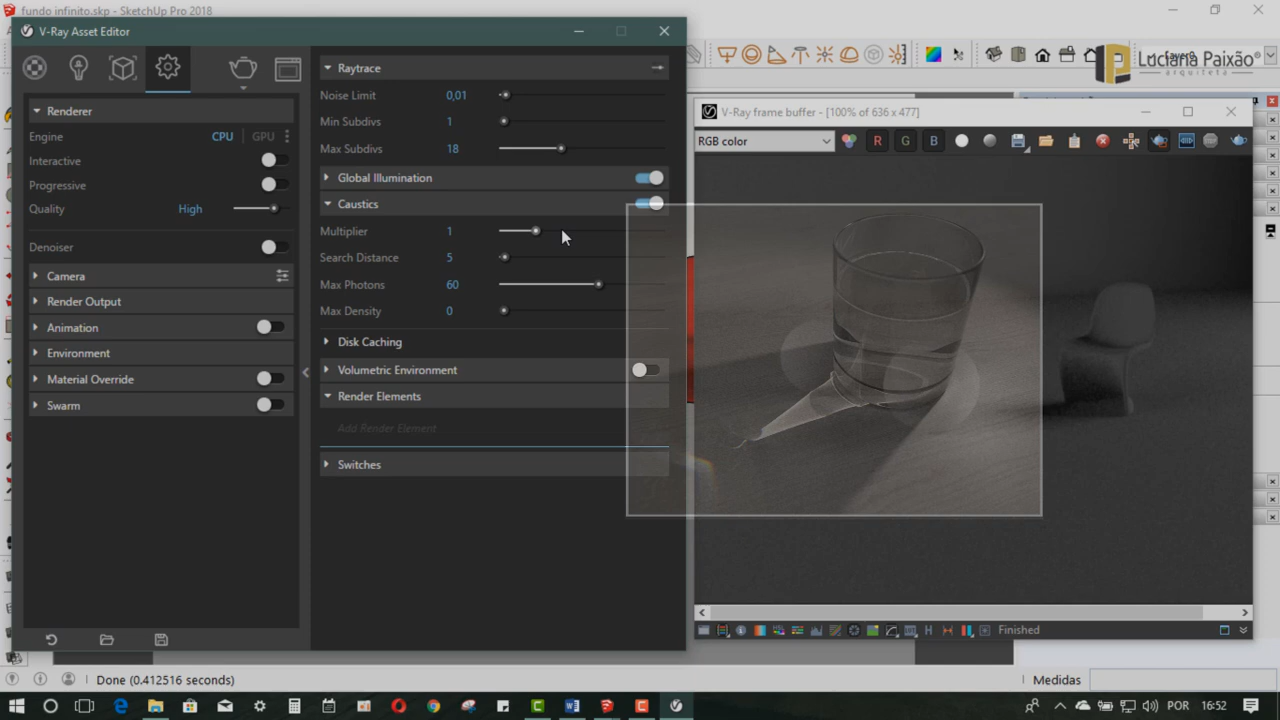 fundo infinito.skp - SketchUp Pro 2018
V-Ray Asset Editor
Luciana Paixão
arquiteta
Renderer
Engine
CPU
GPU
Interactive
Progressive
Quality
High
Denoiser
Camera
Render Output
Animation
Environment
Material Override
Swarm
Raytrace
Noise Limit
0,01
Min Subdivs
1
Max Subdivs
18
Global Illumination
Caustics
Multiplier
1
Search Distance
5
Max Photons
60
Max Density
0
Disk Caching
Volumetric Environment
Render Elements
Add Render Element
Switches
V-Ray frame buffer - [100% of 636 x 477]
RGB color
R
G
B
H
Finished
Done (0.412516 seconds)
Medidas
POR
16:52